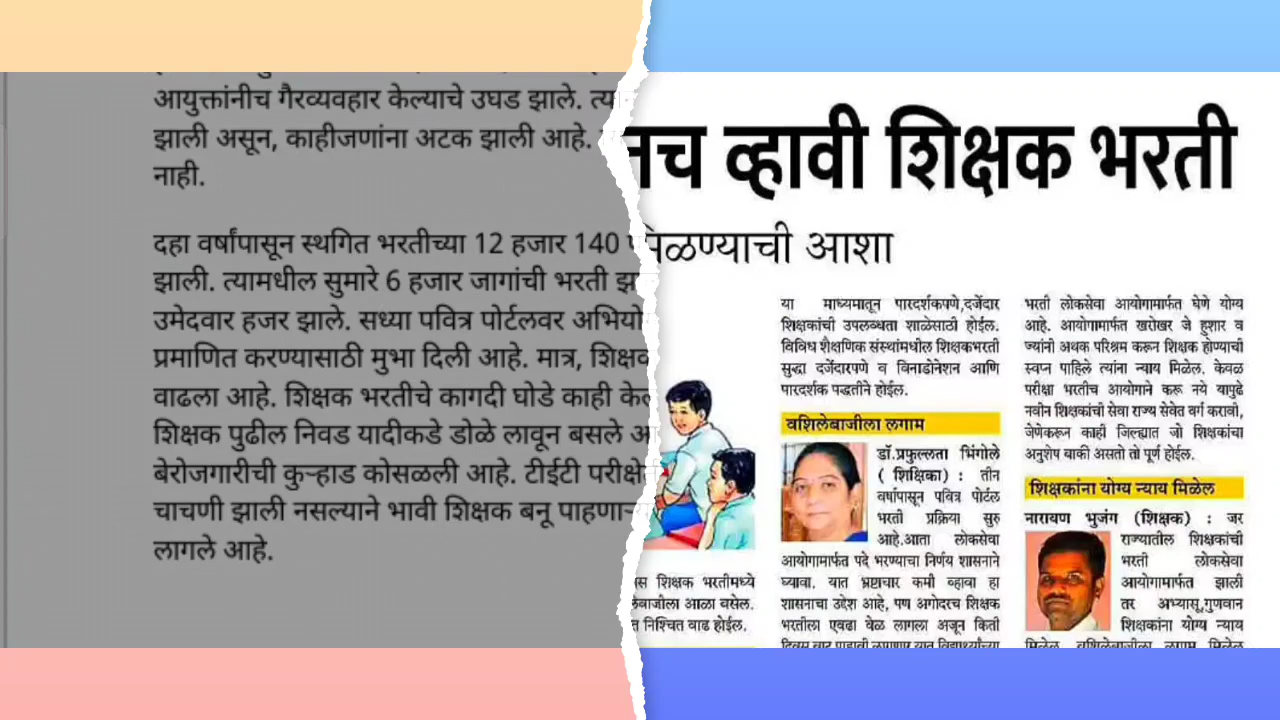 आयुक्तांनीच गैरव्यवहार केल्याचे उघड झाले.
झाली असून, काहीजणांना अटक झाली आहे.
नाही.
दहा वर्षांपासून स्थगित भरतीच्या 12 हजार 140
झाली. त्यामधील सुमारे 6 हजार जागांची भरती
उमेदवार हजर झाले. सध्या पवित्र पोर्टलवर
प्रमाणित करण्यासाठी मुभा दिली आहे. मात्र,
वाढला आहे. शिक्षक भरतीचे कागदी घोडे काही
शिक्षक पुढील निवड यादीकडे डोळे लावून बसले
बेरोजगारीची कुऱ्हाड कोसळली आहे. टीईटी
चाचणी झाली नसल्याने भावी शिक्षक बनू
लागले आहे.
व्हावी शिक्षक भरती
मिळण्याची आशा
शिक्षक भरतीमध्ये
आळा बसेल.
निश्चित वाढ होईल.
या माध्यमातून पारदर्शकपणे,दर्जेदार
शिक्षकांची उपलब्धता शाळेसाठी होईल.
विविध शैक्षणिक संस्थांमधील शिक्षकभरती
सुद्धा दर्जेदारपणे व विनाडोनेशन आणि
पारदर्शक पद्धतीने होईल.
वशिलेबाजीला लगाम
डॉ.प्रफुल्लता भिंगोले
( शिक्षिका) : तीन
वर्षापासून पवित्र पोर्टल
भरती प्रक्रिया सुरु
आहे.आता लोकसेवा
आयोगामार्फत पदे भरण्याचा निर्णय शासनाने
घ्यावा. यात भ्रष्टाचार कमी व्हावा हा
शासनाचा उद्देश आहे, पण अगोदरच शिक्षक
भरतीला एवढा वेळ लागला अजून किती
भरती लोकसेवा आयोगामार्फत घेणे योग्य
आहे. आयोगामार्फत खरोखर जे हुशार व
ज्यांनी अथक परिश्रम करून शिक्षक होण्याची
स्वप्न पाहिले त्यांना न्याय मिळेल. केवळ
परीक्षा भरतीच आयोगाने करू नये यापुढे
नवीन शिक्षकांची सेवा राज्य सेवेत वर्ग करावी,
जेणेकरून काही जिल्ह्यात जो शिक्षकांचा
अनुशेष बाकी असतो तो पूर्ण होईल.
शिक्षकांना योग्य न्याय मिळेल
नारायण भुजंग (शिक्षक) : जर
राज्यातील शिक्षकांची
भरती लोकसेवा
आयोगामार्फत झाली
तर अभ्यासू,गुणवान
शिक्षकांना योग्य न्याय
मिळेल. वशिलेबाजीला लगाम मिळेल